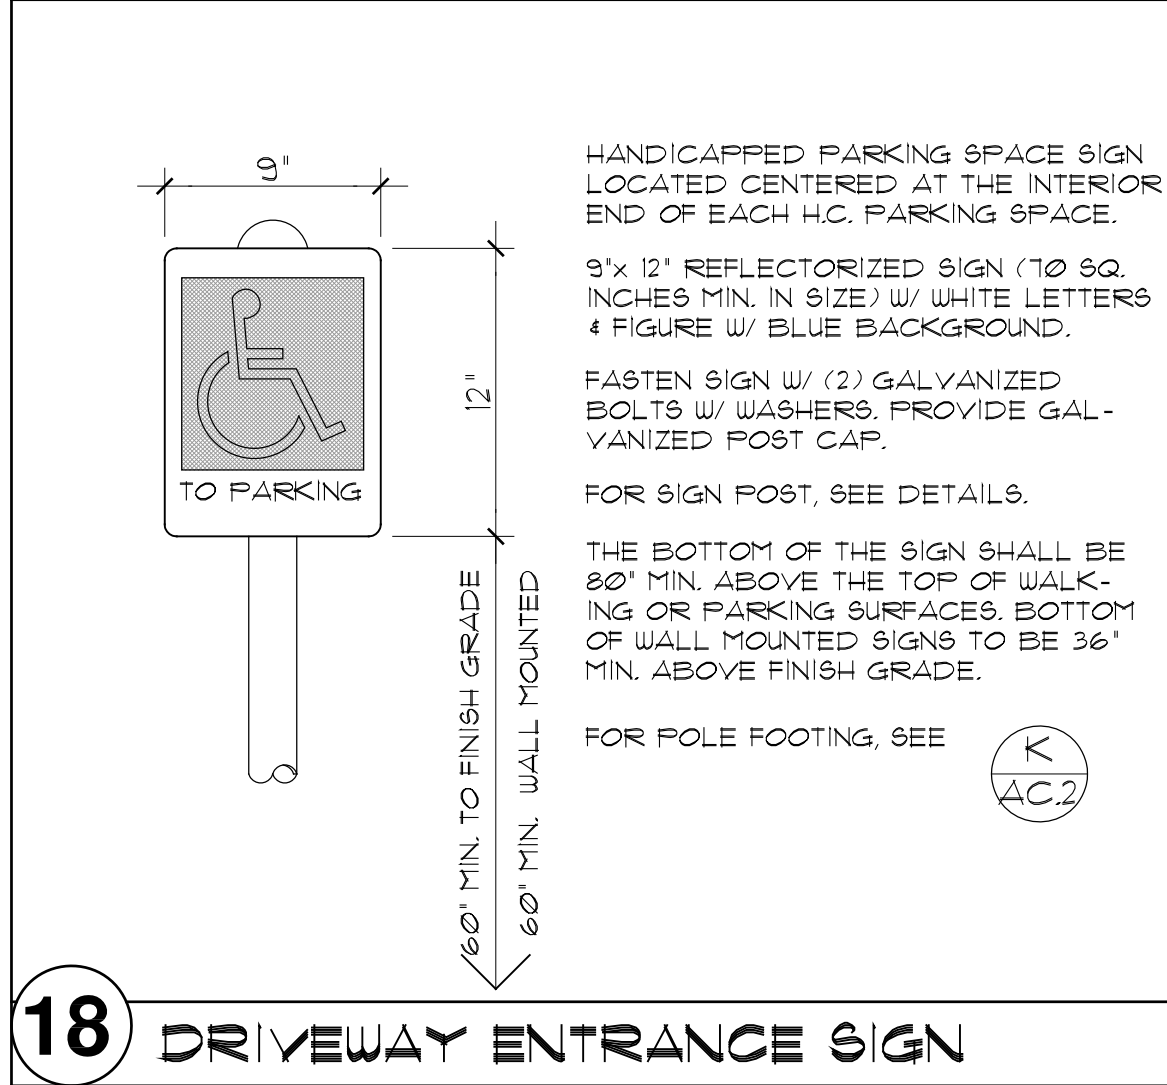 9"
12"
TO PARKING
60" MIN. TO FINISH GRADE
60" MIN. WALL MOUNTED
HANDICAPPED PARKING SPACE SIGN
LOCATED CENTERED AT THE INTERIOR
END OF EACH H.C. PARKING SPACE.
9"x 12" REFLECTORIZED SIGN (70 SQ.
INCHES MIN. IN SIZE) W/ WHITE LETTERS
& FIGURE W/ BLUE BACKGROUND.
FASTEN SIGN W/ (2) GALVANIZED
BOLTS W/ WASHERS. PROVIDE GAL-
VANIZED POST CAP.
FOR SIGN POST, SEE DETAILS.
THE BOTTOM OF THE SIGN SHALL BE
80" MIN. ABOVE THE TOP OF WALK-
ING OR PARKING SURFACES. BOTTOM
OF WALL MOUNTED SIGNS TO BE 36"
MIN. ABOVE FINISH GRADE.
FOR POLE FOOTING, SEE
K
AC.2
18 DRIVEWAY ENTRANCE SIGN